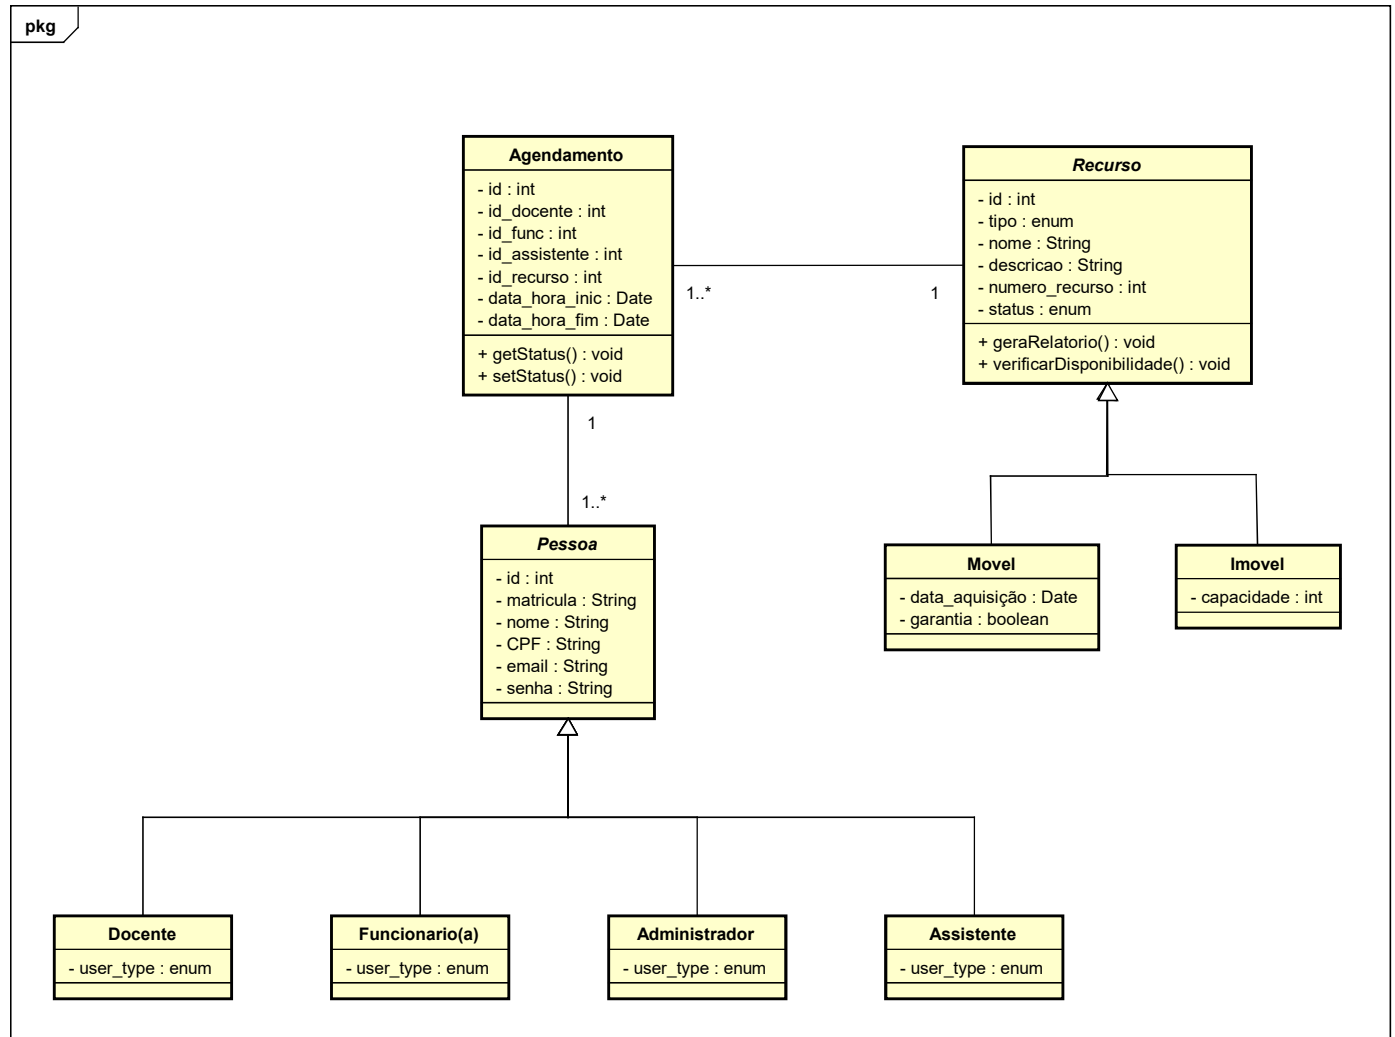 pkg
Agendamento
- id : int
- id_docente : int
- id_func : int
- id_assistente : int
- id_recurso : int
- data_hora_inic : Date
- data_hora_fim : Date
+ getStatus() : void
+ setStatus() : void
Recurso
- id : int
- tipo : enum
- nome : String
- descricao : String
- numero_recurso : int
- status : enum
+ geraRelatorio() : void
+ verificarDisponibilidade() : void
1..*
1
1
1..*
Pessoa
- id : int
- matricula : String
- nome : String
- CPF : String
- email : String
- senha : String
Movel
- data_aquisição : Date
- garantia : boolean
Imovel
- capacidade : int
Docente
- user_type : enum
Funcionario(a)
- user_type : enum
Administrador
- user_type : enum
Assistente
- user_type : enum